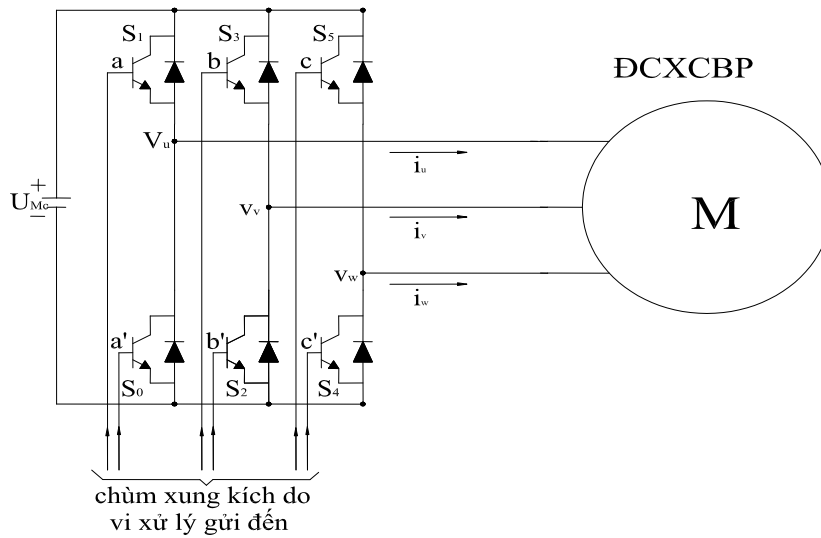 S1 S3 S5
a b c
ĐCXCBP
Vu
iu
UMc
+
M
vv
iv
vw
iw
a' b' c'
S0 S2 S4
chùm xung kích do
vi xử lý gửi đến